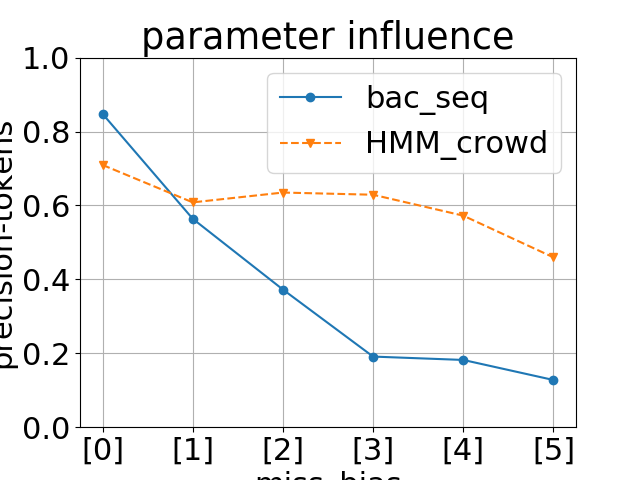 parameter influence
bac_seq
HMM_crowd
precision-tokens
1.0
0.8
0.6
0.4
0.2
0.0
[0] [1] [2] [3] [4] [5]
miss_bias